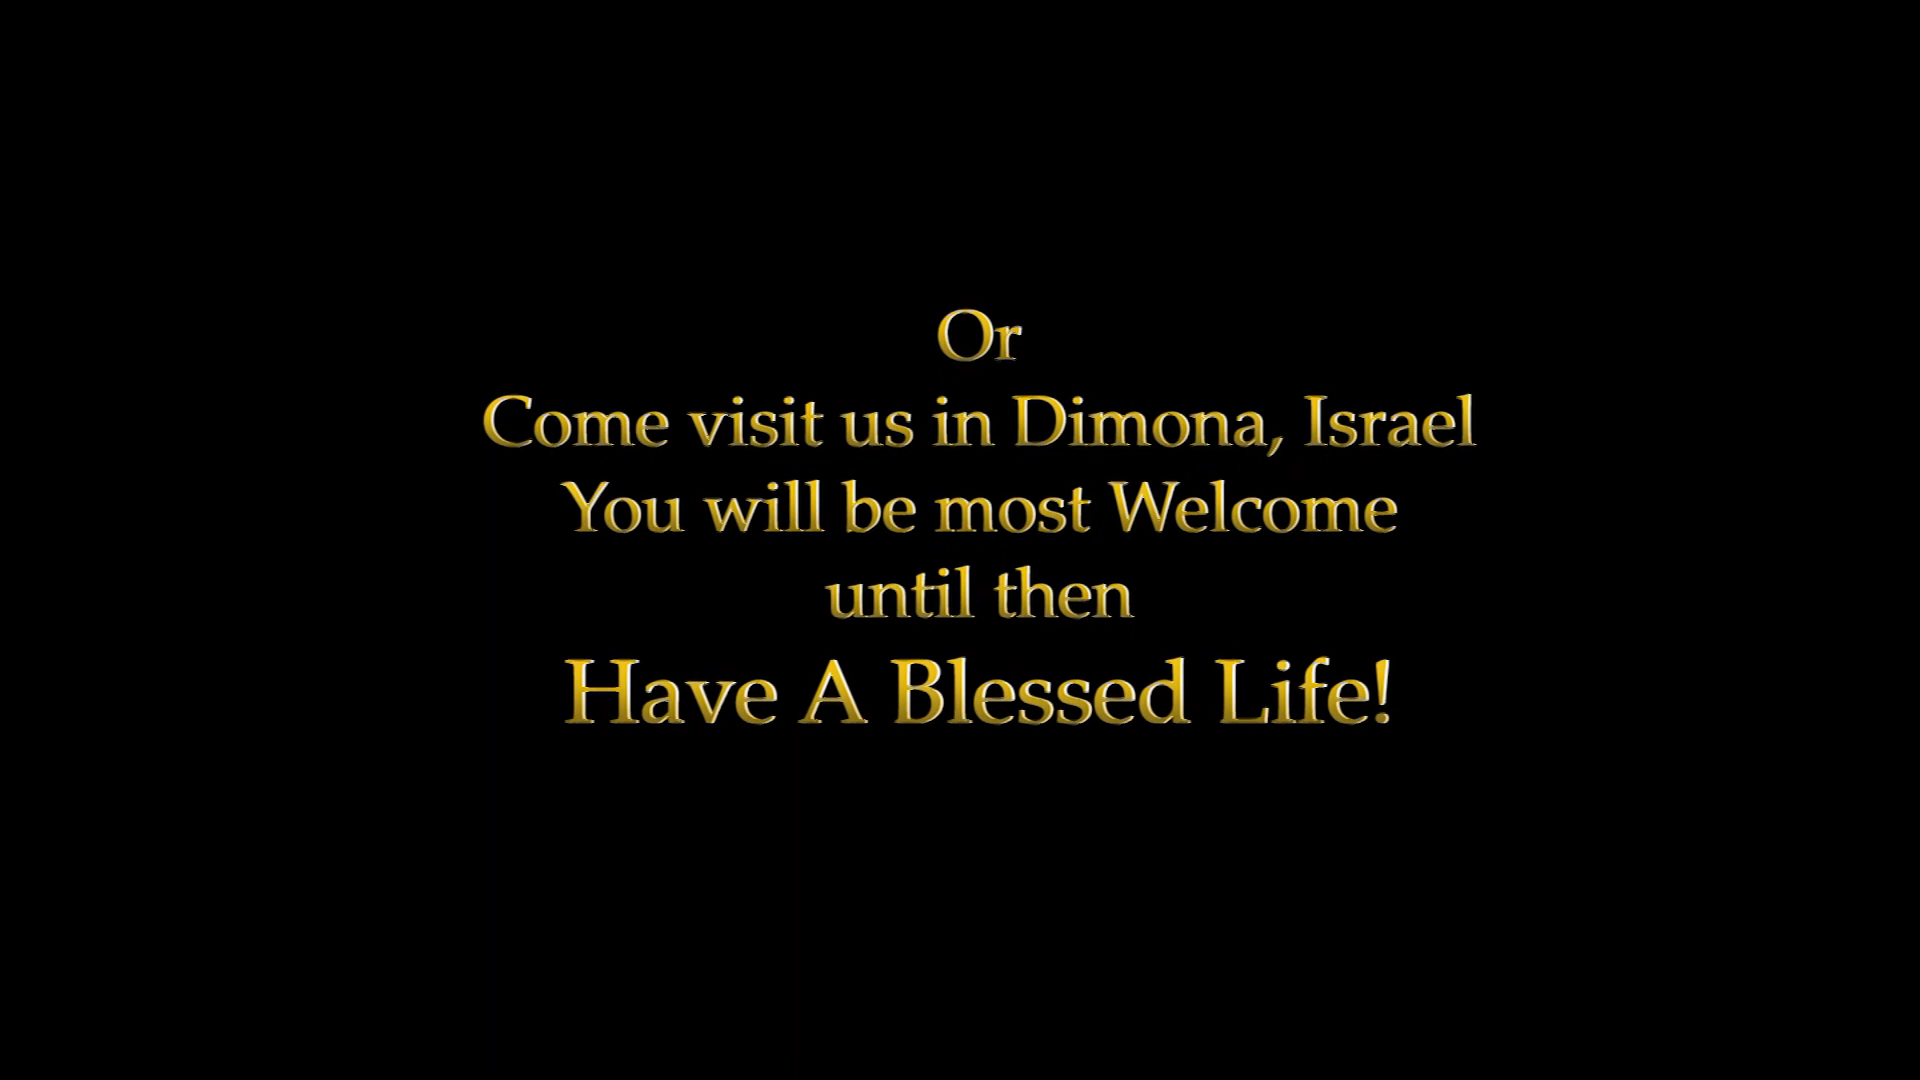 Or
Come visit us in Dimona, Israel
You will be most Welcome
until then
Have A Blessed Life!